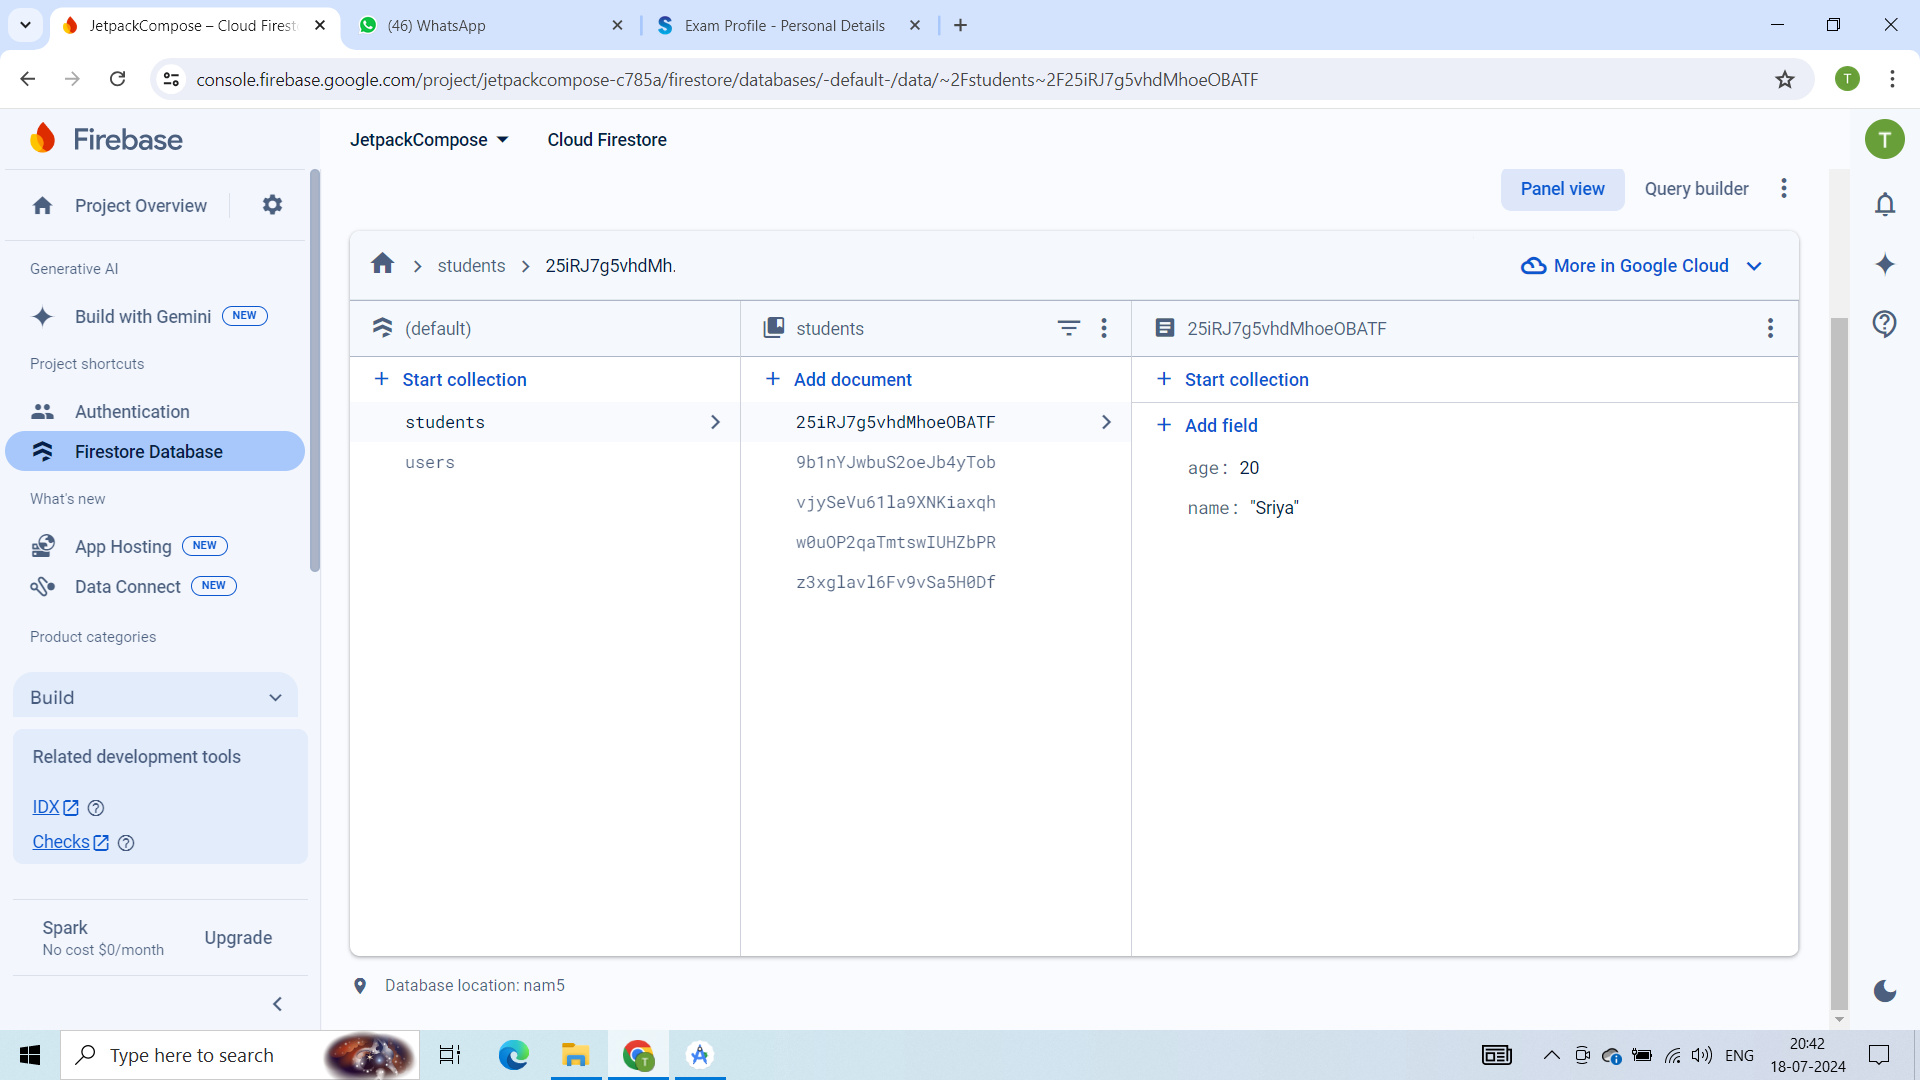 JetpackCompose – Cloud Firest
(46) WhatsApp
Exam Profile - Personal Details
console.firebase.google.com/project/jetpackcompose-c785a/firestore/databases/-default-/data/~2Fstudents~2F25iRJ7g5vhdMhoeOBATF
T
Firebase
JetpackCompose
Cloud Firestore
T
Project Overview
Panel view
Query builder
Generative AI
Build with Gemini NEW
Project shortcuts
Authentication
Firestore Database
What's new
App Hosting NEW
Data Connect NEW
Product categories
Build
Related development tools
IDX
Checks
Spark
No cost $0/month
Upgrade
students
25iRJ7g5vhdMh.
More in Google Cloud
(default)
Start collection
students
users
students
Add document
25iRJ7g5vhdMhoeOBATF
9b1nYJwbuS2oeJb4yTob
vjySeVu61la9XNKiaxqh
w0uOP2qaTmtswIUHZbPR
z3xglavl6Fv9vSa5H0Df
25iRJ7g5vhdMhoeOBATF
Start collection
Add field
age: 20
name: "Sriya"
Database location: nam5
Type here to search
T
ENG
20:42
18-07-2024